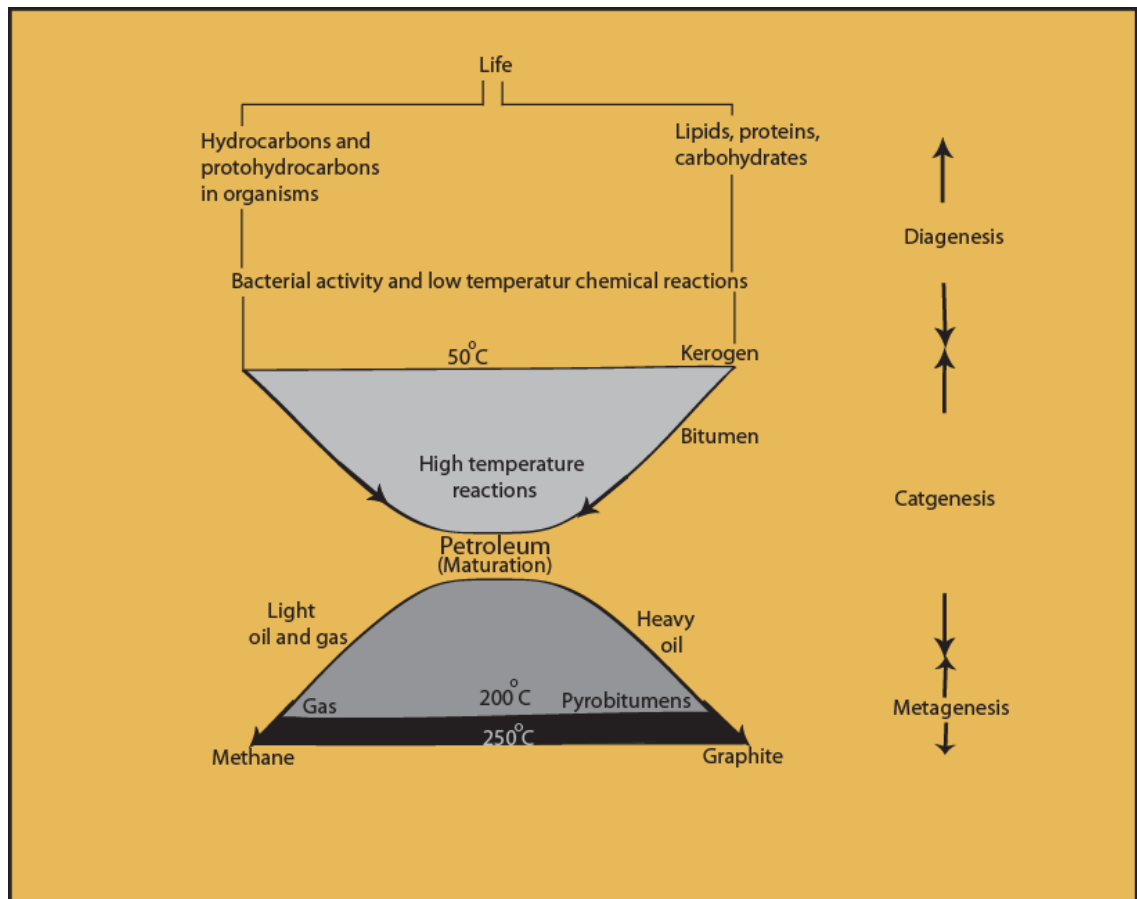 Life
Hydrocarbons and
protohydrocarbons
in organisms
Lipids, proteins,
carbohydrates
Diagenesis
Bacterial activity and low temperatur chemical reactions
50°C
Kerogen
Bitumen
High temperature
reactions
Catgenesis
Petroleum
(Maturation)
Light
oil and gas
Heavy
oil
200°C
Gas
Pyrobitumens
Metagenesis
250°C
Methane
Graphite